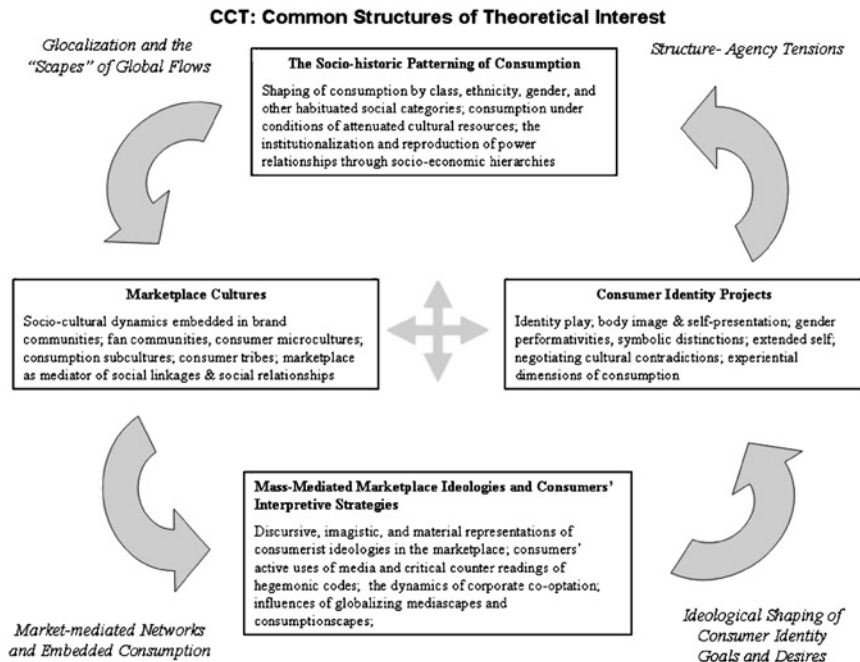 CCT: Common Structures of Theoretical Interest
Glocalization and the
“Scapes” of Global Flows
Structure- Agency Tensions
The Socio-historic Patterning of Consumption
Shaping of consumption by class, ethnicity, gender, and
other habituated social categories; consumption under
conditions of attenuated cultural resources; the
institutionalization and reproduction of power
relationships through socio-economic hierarchies
Marketplace Cultures
Socio-cultural dynamics embedded in brand
communities; fan communities, consumer microcultures;
consumption subcultures; consumer tribes; marketplace
as mediator of social linkages & social relationships
Consumer Identity Projects
Identity play; body image & self-presentation; gender
performativities, symbolic distinctions; extended self;
negotiating cultural contradictions; experiential
dimensions of consumption
Mass-Mediated Marketplace Ideologies and Consumers’
Interpretive Strategies
Discursive, imagistic, and material representations of
consumerist ideologies in the marketplace; consumers’
active uses of media and critical counter readings of
hegemonic codes; the dynamics of corporate co-optation;
influences of globalizing mediascapes and
consumptionscapes;
Market-mediated Networks
and Embedded Consumption
Ideological Shaping of
Consumer Identity
Goals and Desires